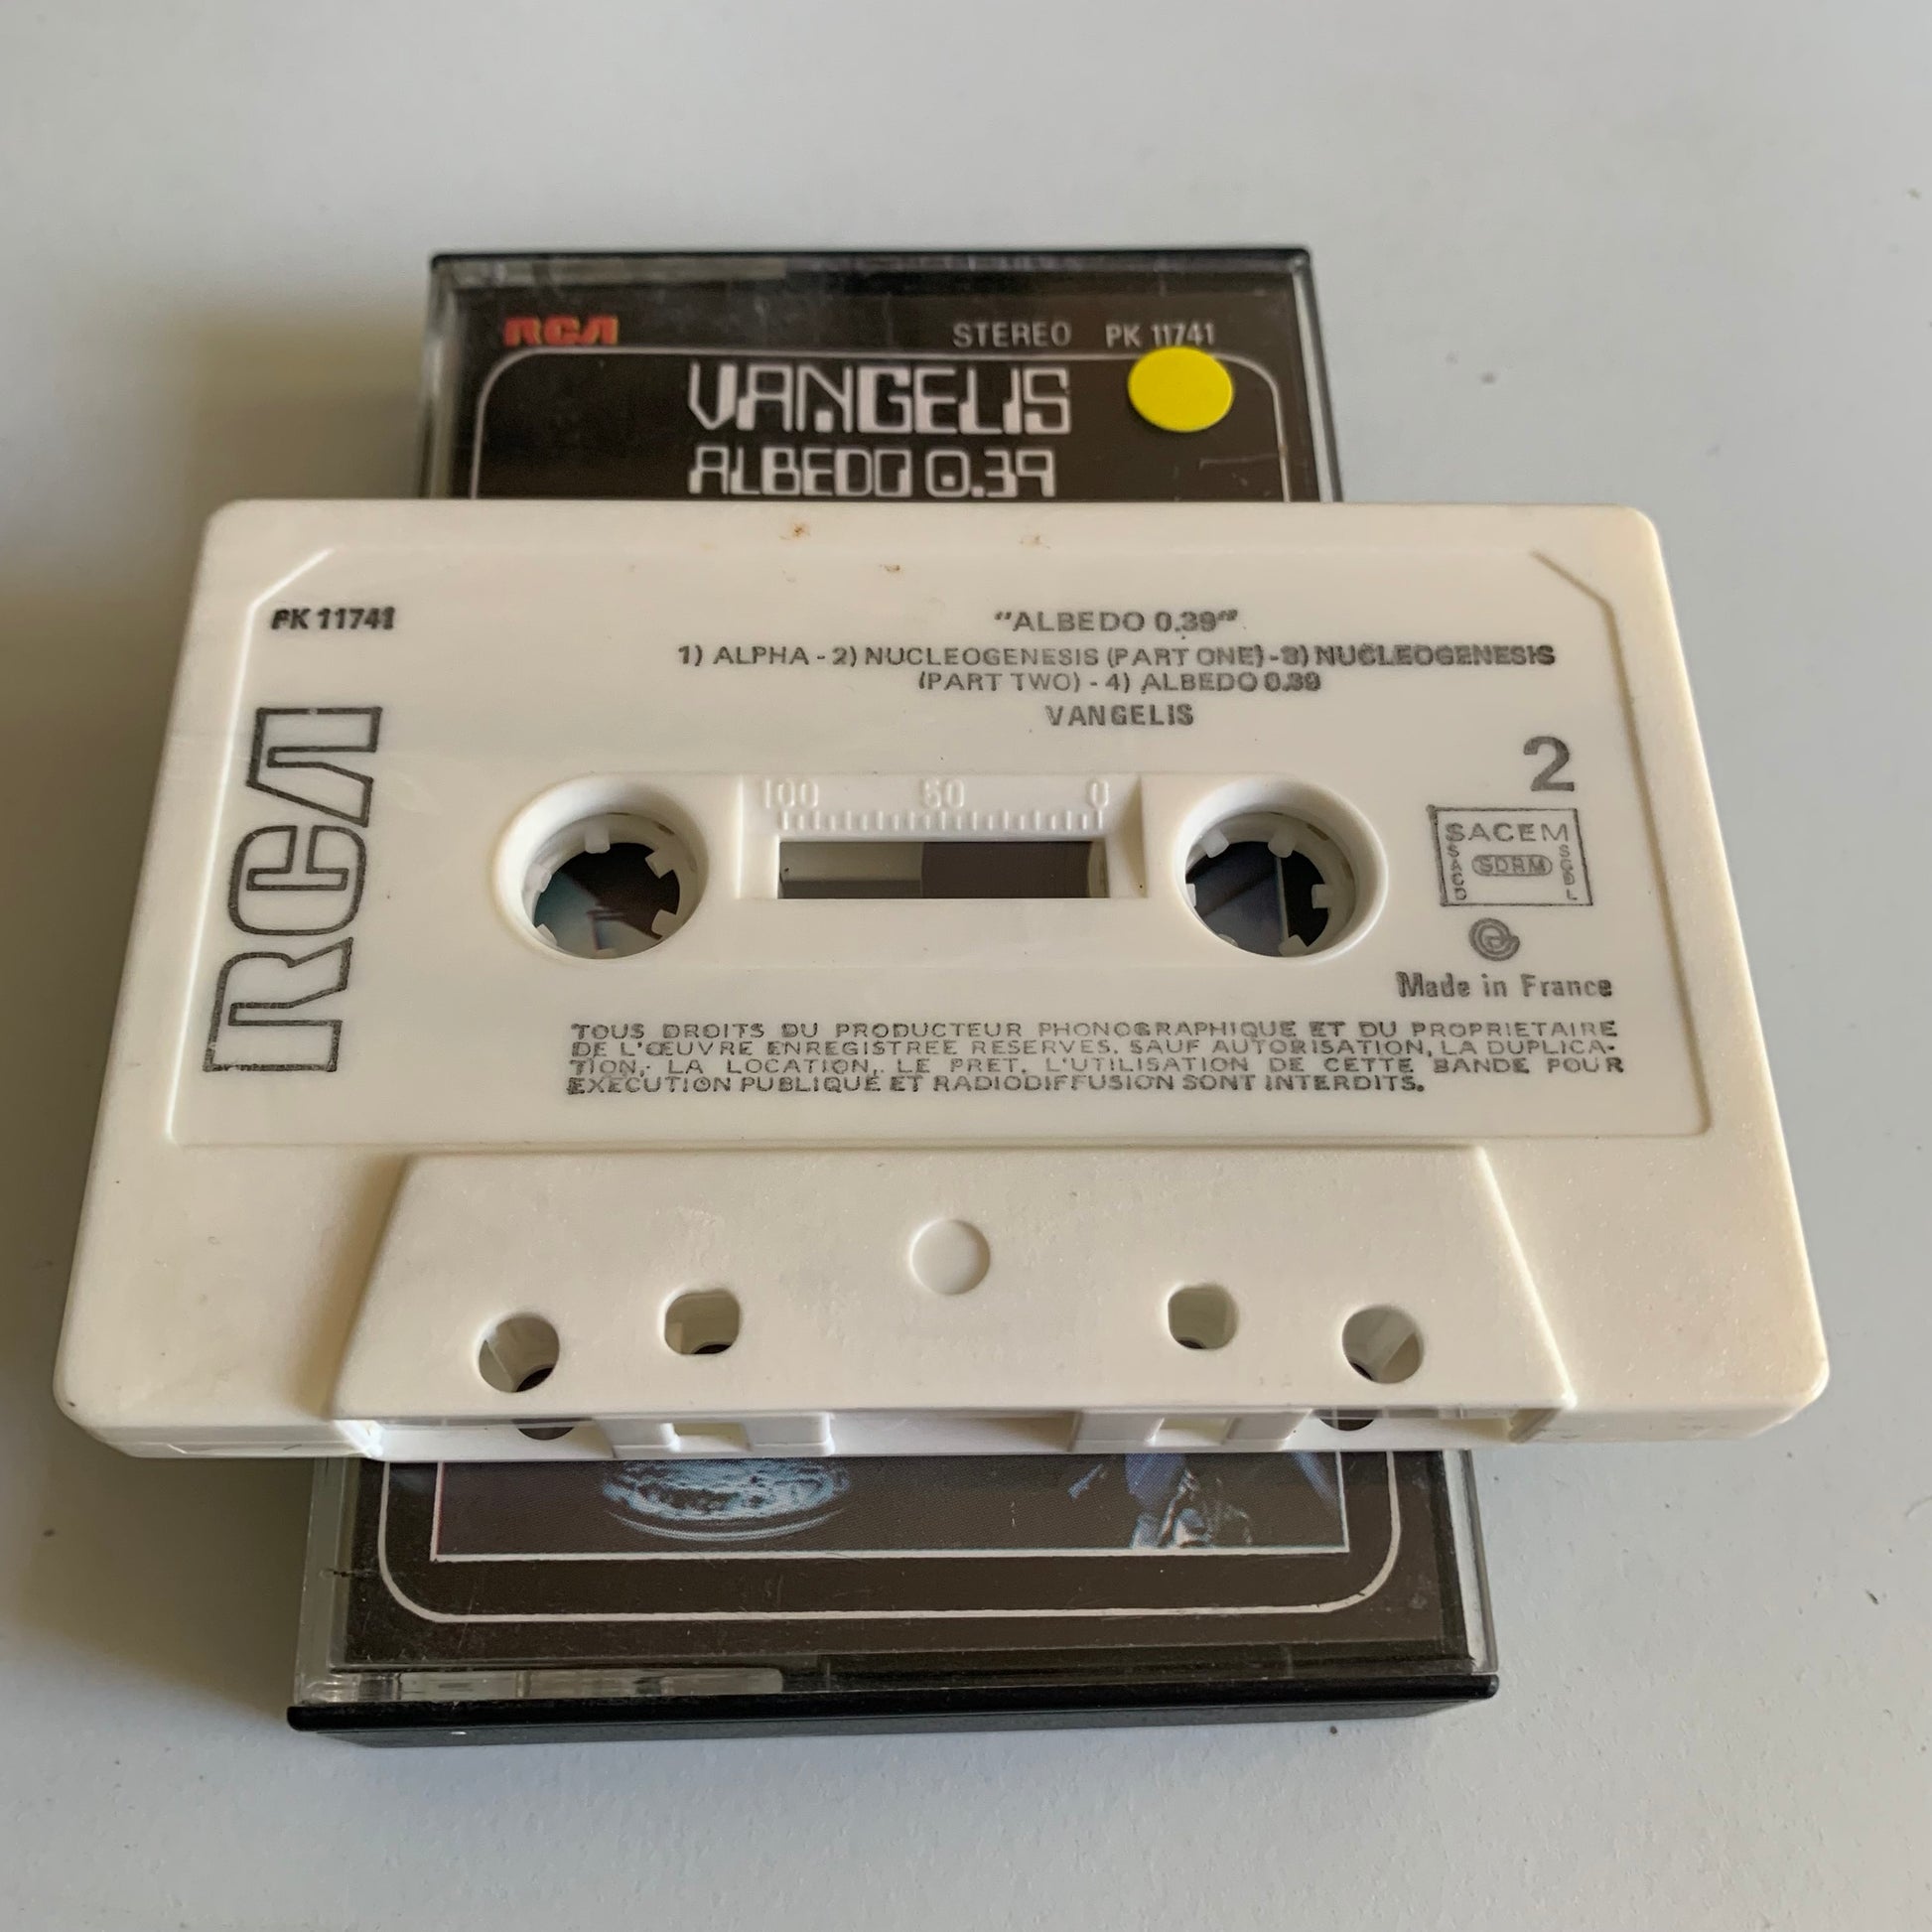 RCA STEREO PK 11741
VANGELIS
ALBEDO 0.39
PK 11741
"ALBEDO 0.39"
1) ALPHA - 2) NUCLEOGENESIS (PART ONE) - 3) NUCLEOGENESIS
(PART TWO) - 4) ALBEDO 0.39
VANGELIS
RCA
100 50 0
2
SACEM
SACD SDRM SGDL
Made in France
TOUS DROITS DU PRODUCTEUR PHONOGRAPHIQUE ET DU PROPRIETAIRE
DE L'ŒUVRE ENREGISTREE RESERVES. SAUF AUTORISATION, LA DUPLICA-
TION, LA LOCATION, LE PRET, L'UTILISATION DE CETTE BANDE POUR
EXECUTION PUBLIQUE ET RADIODIFFUSION SONT INTERDITS.